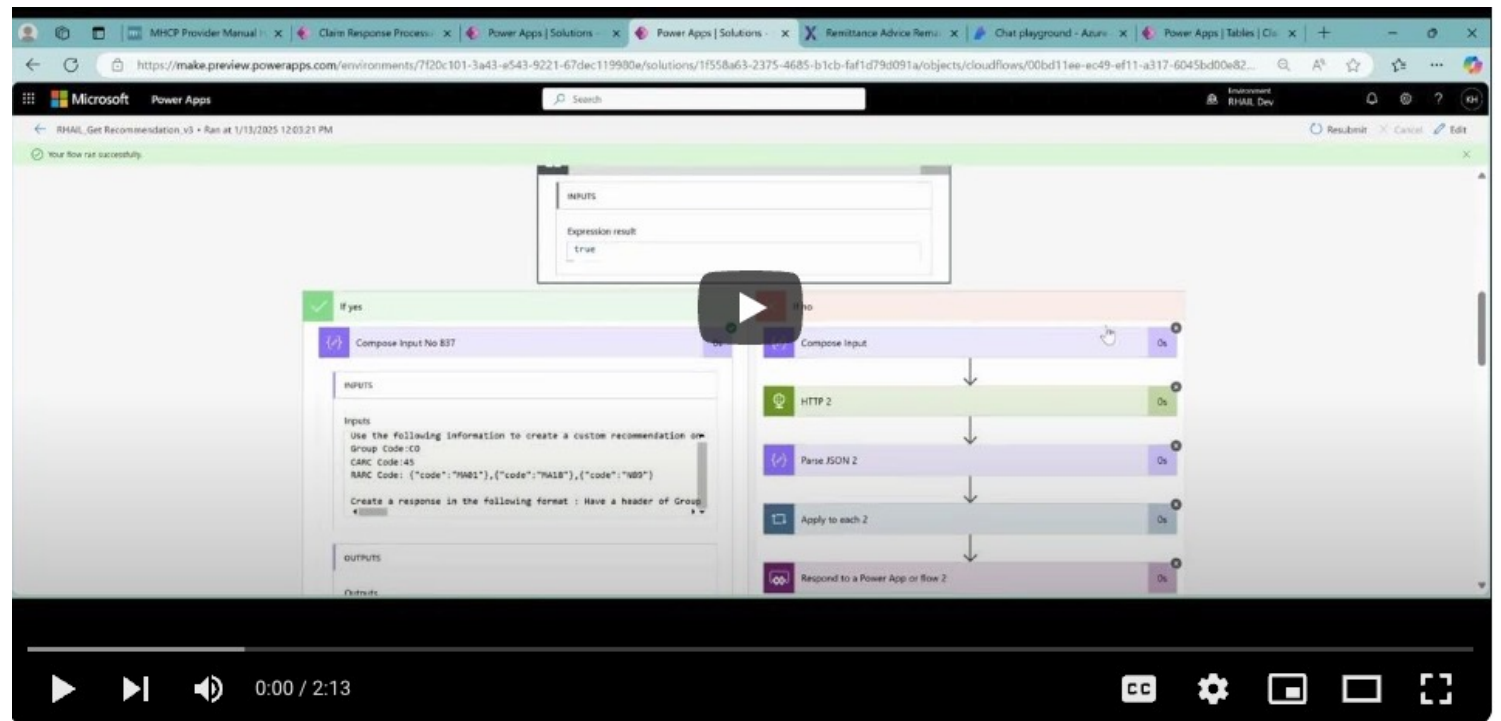 MHCP Provider Manual
Claim Response Process
Power Apps | Solutions
Power Apps | Solutions
Remittance Advice Rema
Chat playground - Azure
Power Apps | Tables | Cla
https://make.preview.powerapps.com/environments/7f20c101-3a43-e543-9221-67dec119980e/solutions/1f558a63-2375-4685-b1cb-faf1d79d091a/objects/cloudflows/00bd11ee-ec49-ef11-a317-6045bd00e82...
Microsoft Power Apps
Search
Environment
RHAIL Dev
KH
RHAIL_Get Recommendation_v3 • Ran at 1/13/2025 12:03:21 PM
Resubmit Cancel Edit
Your flow ran successfully.
INPUTS
Expression result
true
If yes
If no
Compose Input No 837
0s
Compose Input
0s
INPUTS
HTTP 2
0s
Inputs
Use the following information to create a custom recommendation on
Group Code:CO
CARC Code:45
RARC Code: {"code":"MA01"},{"code":"MA18"},{"code":"N89"}
Create a response in the following format : Have a header of Group
Parse JSON 2
0s
Apply to each 2
0s
OUTPUTS
Outputs
Respond to a Power App or flow 2
0s
0:00 / 2:13
CC